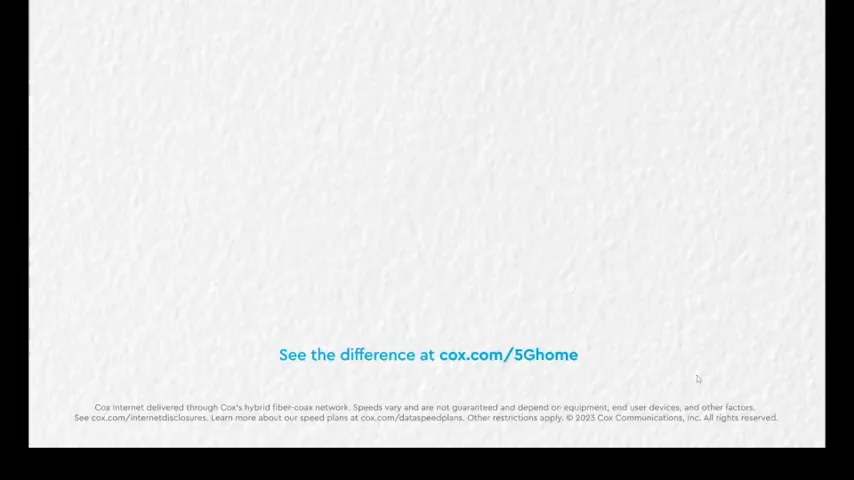 See the difference at cox.com/5Ghome
Cox Internet delivered through Cox's hybrid fiber-coax network. Speeds vary and are not guaranteed and depend on equipment, end user devices, and other factors.
See cox.com/internetdisclosures. Learn more about our speed plans at cox.com/dataspeedplans. Other restrictions apply. © 2023 Cox Communications, Inc. All rights reserved.